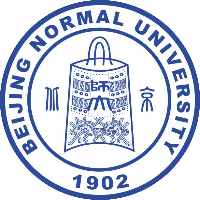 BEIJING NORMAL UNIVERSITY
北 京
1902